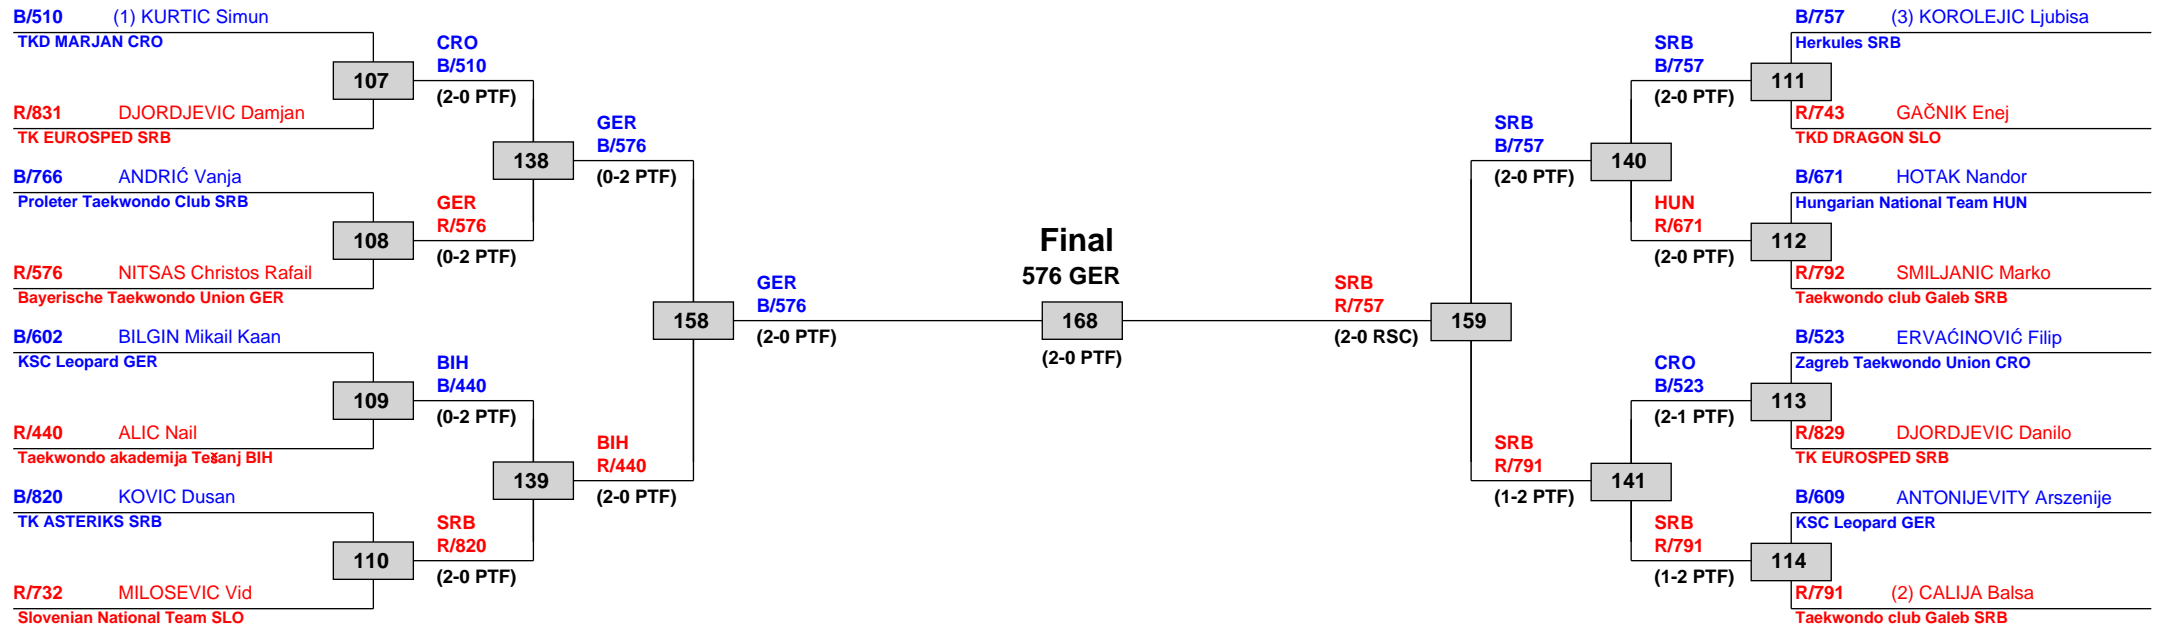 B/510 (1) KURTIC Simun
TKD MARJAN CRO
R/831 DJORDJEVIC Damjan
TK EUROSPED SRB
B/766 ANDRIĆ Vanja
Proleter Taekwondo Club SRB
R/576 NITSAS Christos Rafail
Bayerische Taekwondo Union GER
B/602 BILGIN Mikail Kaan
KSC Leopard GER
R/440 ALIC Nail
Taekwondo akademija Tešanj BIH
B/820 KOVIC Dusan
TK ASTERIKS SRB
R/732 MILOSEVIC Vid
Slovenian National Team SLO
107
108
109
110
CRO
B/510
(2-0 PTF)
GER
R/576
(0-2 PTF)
BIH
B/440
(0-2 PTF)
SRB
R/820
(2-0 PTF)
138
139
GER
B/576
(0-2 PTF)
BIH
R/440
(2-0 PTF)
158
GER
B/576
(2-0 PTF)
Final
576 GER
168
(2-0 PTF)
SRB
R/757
(2-0 RSC)
159
SRB
B/757
(2-0 PTF)
SRB
R/791
(1-2 PTF)
140
141
SRB
B/757
(2-0 PTF)
HUN
R/671
(2-0 PTF)
CRO
B/523
(2-1 PTF)
SRB
R/791
(1-2 PTF)
111
112
113
114
B/757 (3) KOROLEJIC Ljubisa
Herkules SRB
R/743 GAČNIK Enej
TKD DRAGON SLO
B/671 HOTAK Nandor
Hungarian National Team HUN
R/792 SMILJANIC Marko
Taekwondo club Galeb SRB
B/523 ERVAĆINOVIĆ Filip
Zagreb Taekwondo Union CRO
R/829 DJORDJEVIC Danilo
TK EUROSPED SRB
B/609 ANTONIJEVITY Arszenije
KSC Leopard GER
R/791 (2) CALIJA Balsa
Taekwondo club Galeb SRB